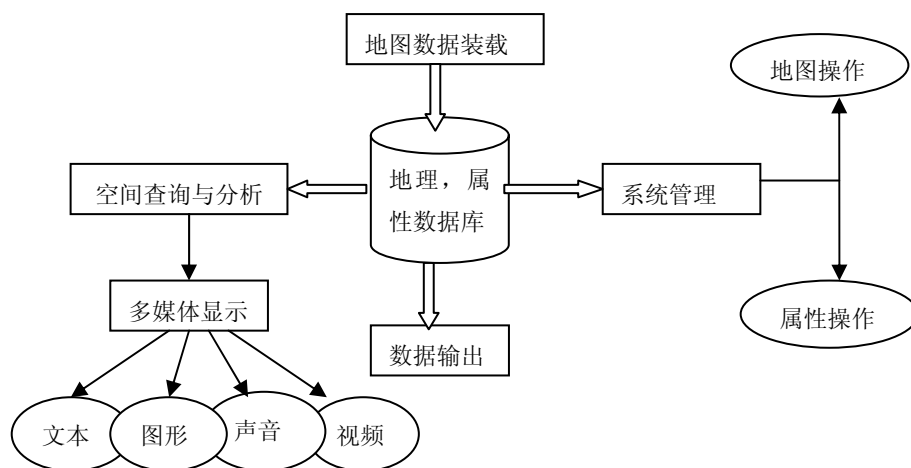 地图数据装载
地图操作
地理，属
性数据库
空间查询与分析
系统管理
多媒体显示
属性操作
数据输出
文本
图形
声音
视频